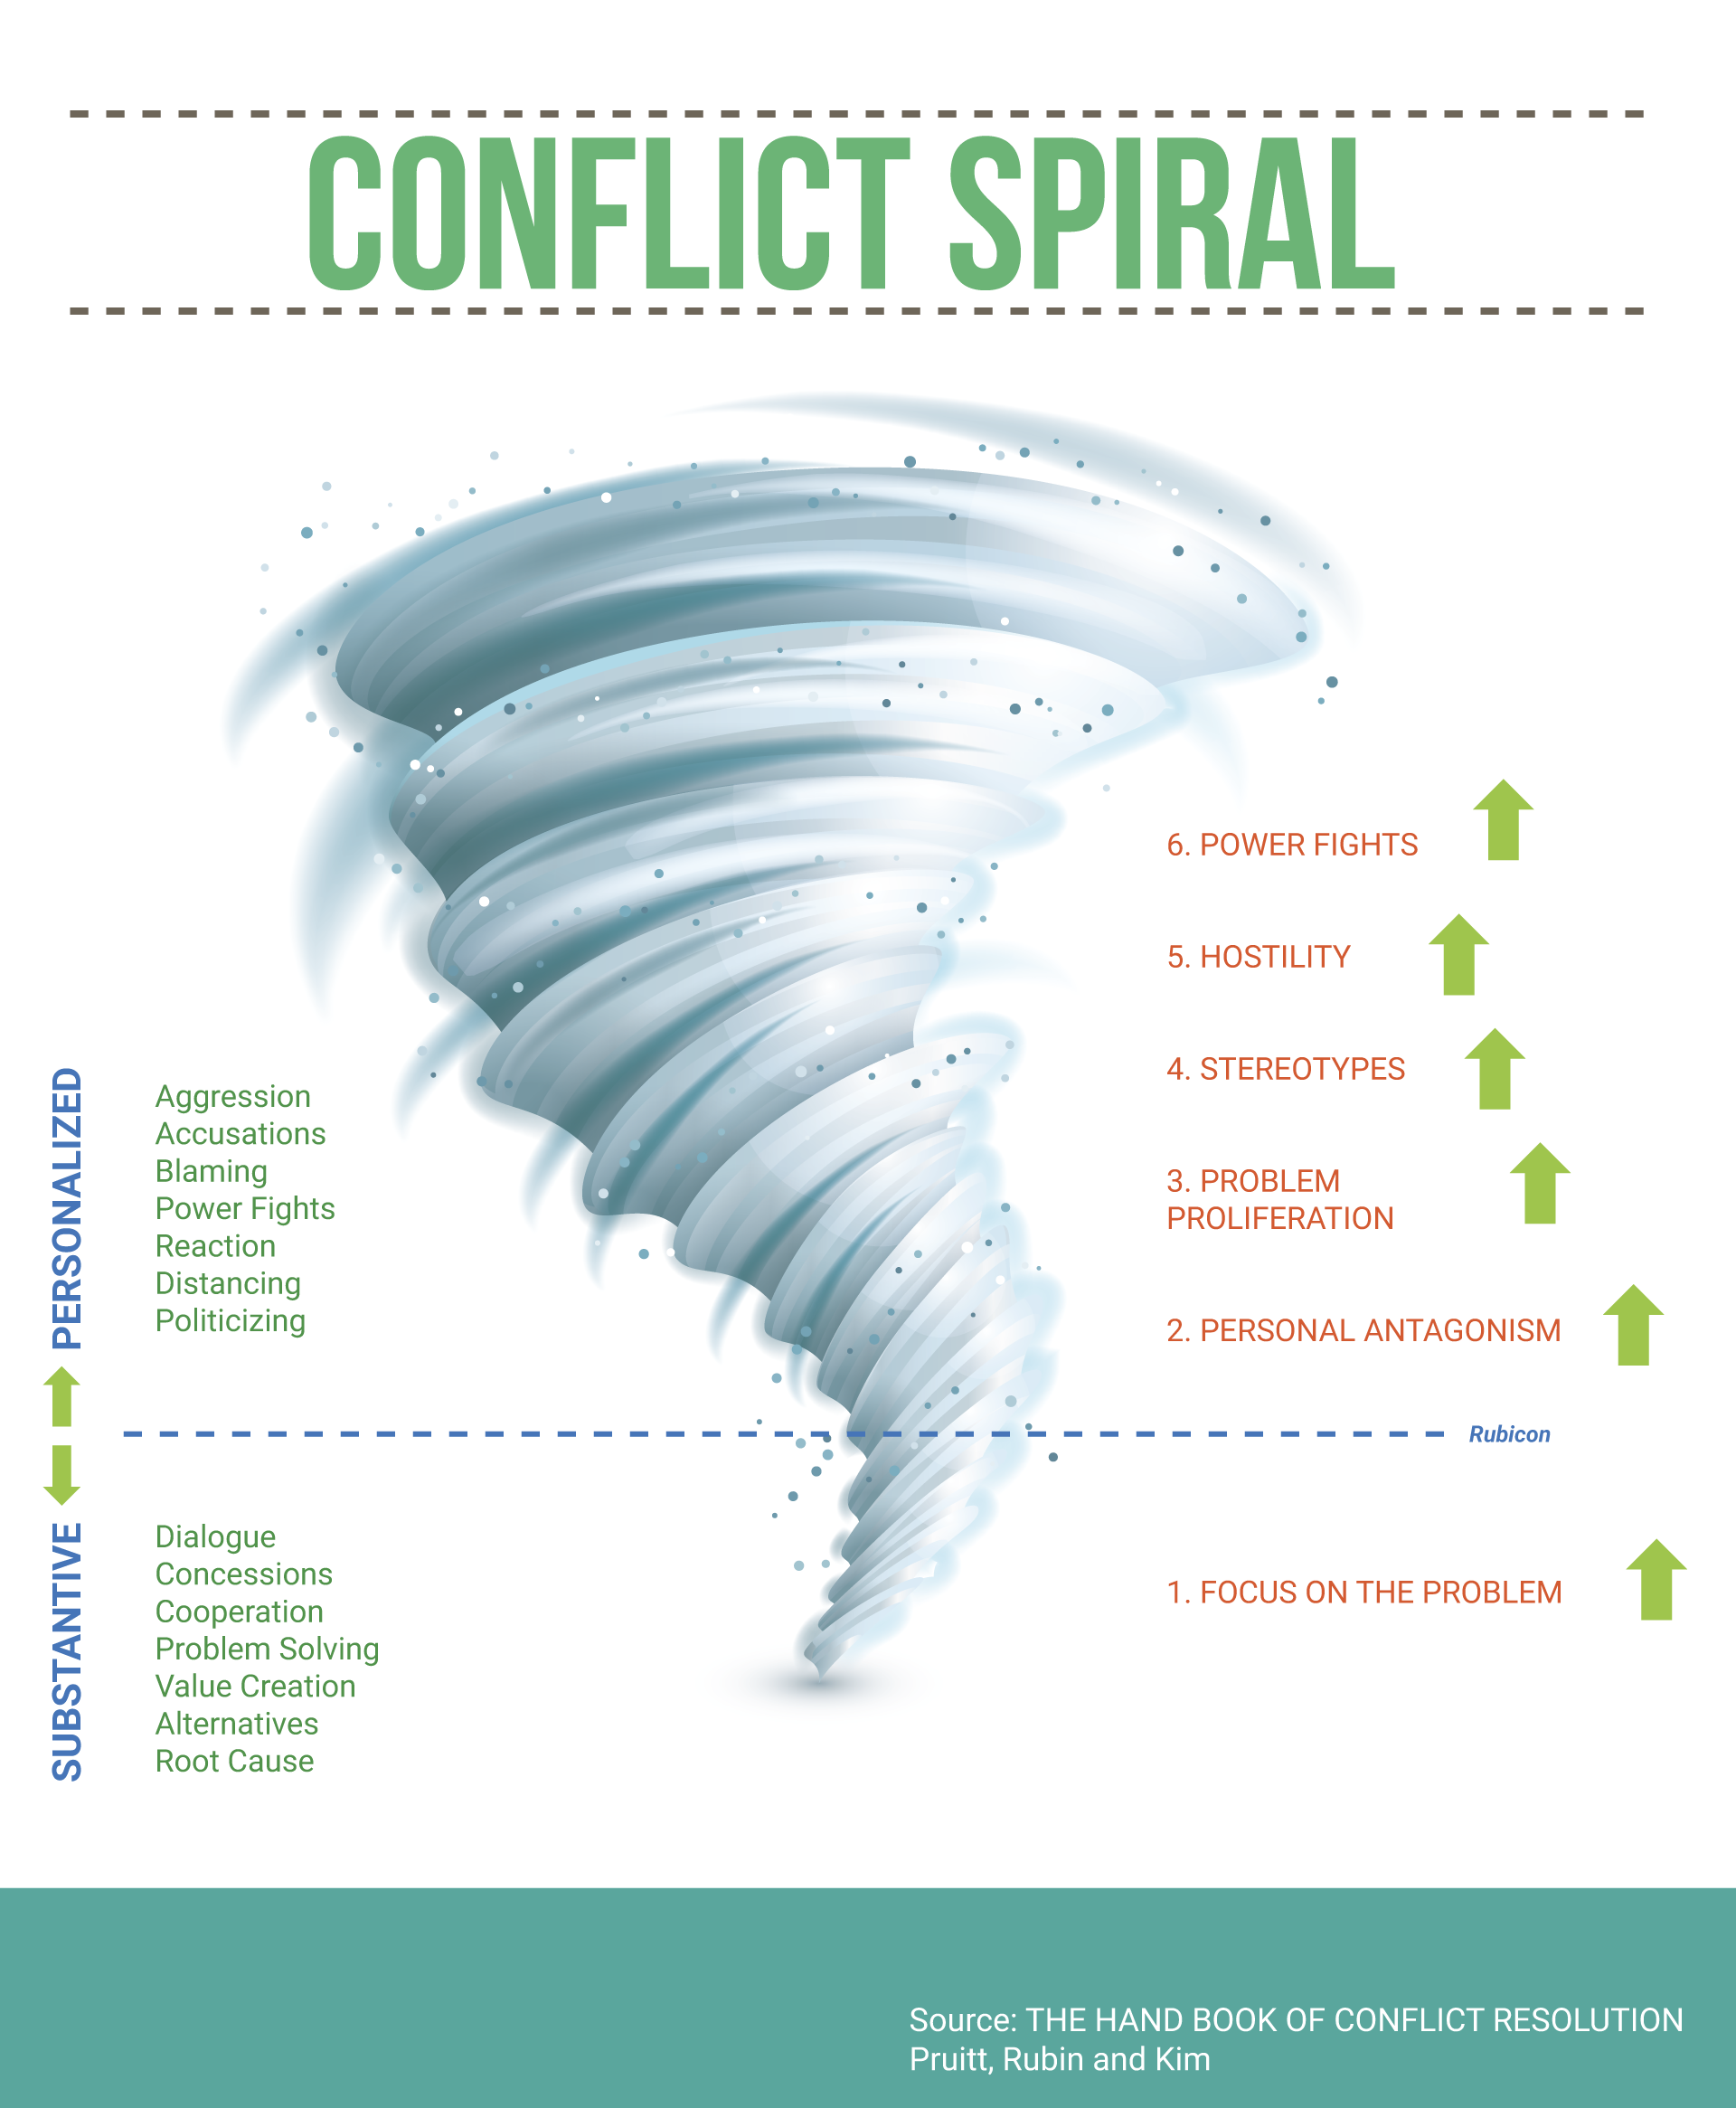 CONFLICT SPIRAL
6. POWER FIGHTS
5. HOSTILITY
4. STEREOTYPES
3. PROBLEM
PROLIFERATION
2. PERSONAL ANTAGONISM
PERSONALIZED
Aggression
Accusations
Blaming
Power Fights
Reaction
Distancing
Politicizing
Rubicon
1. FOCUS ON THE PROBLEM
SUBSTANTIVE
Dialogue
Concessions
Cooperation
Problem Solving
Value Creation
Alternatives
Root Cause
Source: THE HAND BOOK OF CONFLICT RESOLUTION
Pruitt, Rubin and Kim